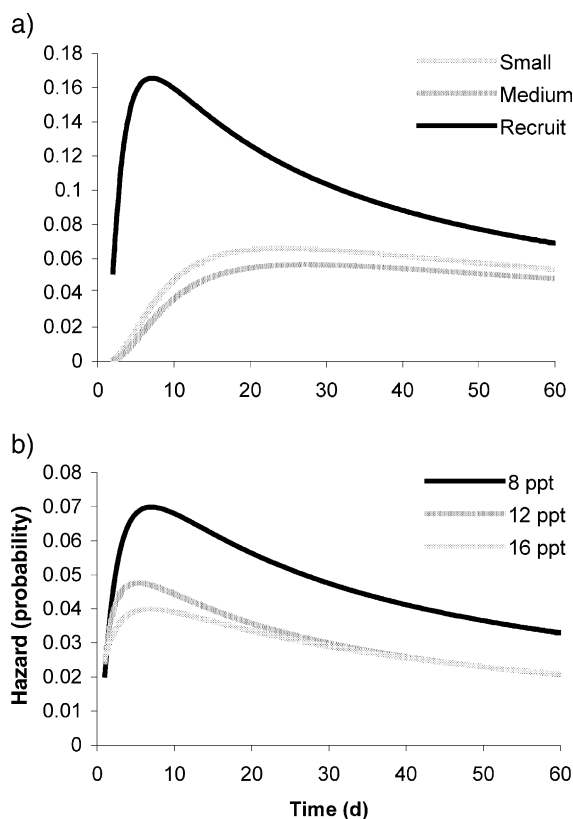 a)
0.18
0.16
0.14
0.12
0.1
0.08
0.06
0.04
0.02
0
Small
Medium
Recruit
0 10 20 30 40 50 60
b)
0.08
0.07
0.06
0.05
0.04
0.03
0.02
0.01
0
8 ppt
12 ppt
16 ppt
Hazard (probability)
0 10 20 30 40 50 60
Time (d)